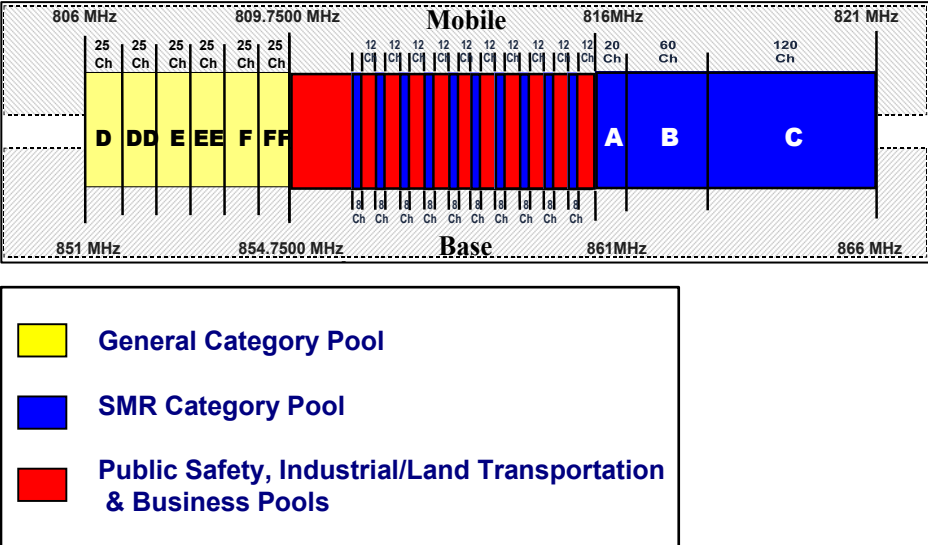 806 MHz 809.7500 MHz Mobile 816MHz 821 MHz
25 25 25 25 25 25 12 12 12 12 12 12 12 12 12 12 20 60 120
Ch Ch Ch Ch Ch Ch Ch Ch Ch Ch Ch Ch Ch Ch Ch Ch Ch Ch Ch
D DD E EE F FF A B C
8 8 8 8 8 8 8 8 8 8
Ch Ch Ch Ch Ch Ch Ch Ch Ch Ch
851 MHz 854.7500 MHz Base 861MHz 866 MHz
General Category Pool
SMR Category Pool
Public Safety, Industrial/Land Transportation
& Business Pools